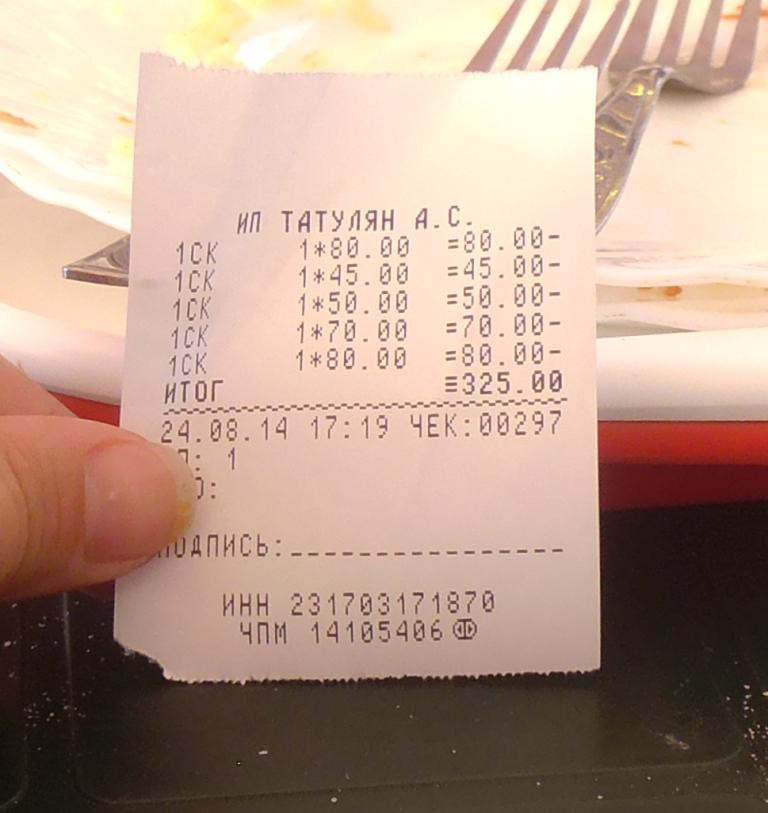 ИП ТАТУЛЯН А.С.
1СК 1*80.00 =80.00-
1СК 1*45.00 =45.00-
1СК 1*50.00 =50.00-
1СК 1*70.00 =70.00-
1СК 1*80.00 =80.00-
ИТОГ =325.00
24.08.14 17:19 ЧЕК:00297
: 1
ПОДПИСЬ:________________
ИНН 231703171870
ЧПМ 14105406